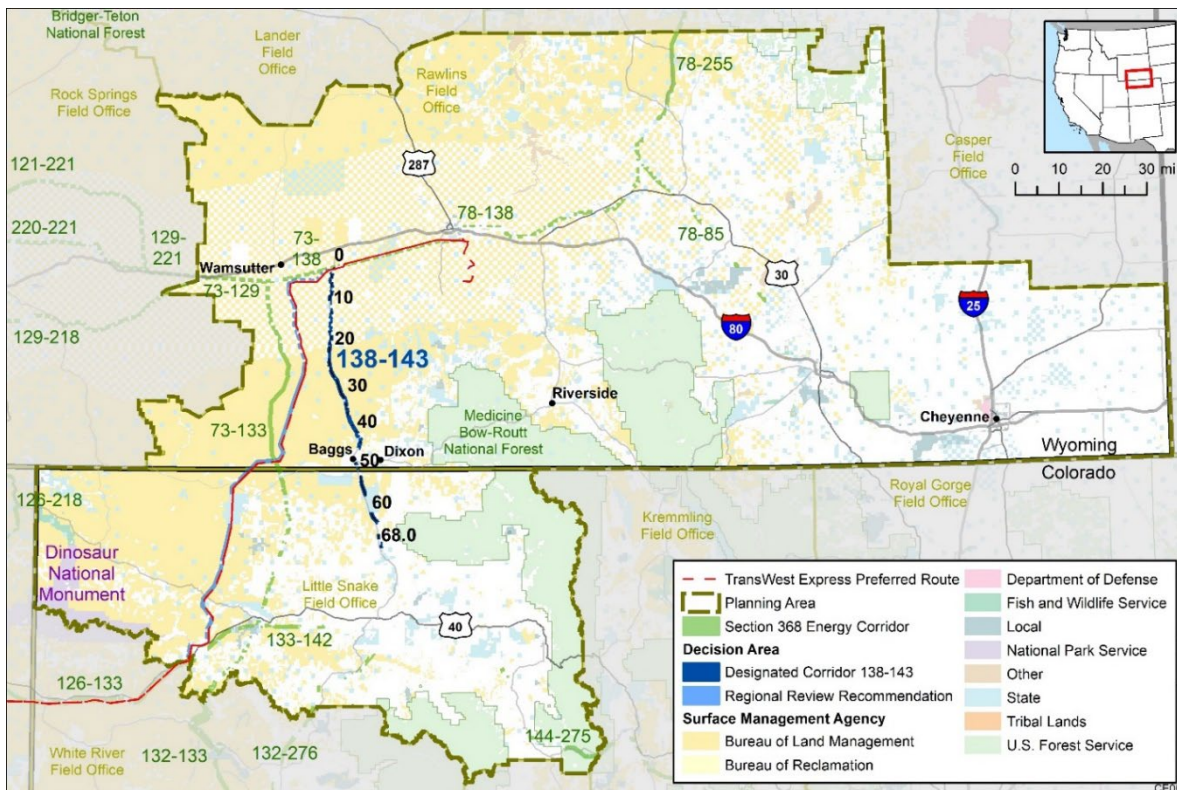 Bridger-Teton
National Forest
Lander
Field
Office
Rock Springs
Field Office
Rawlins
Field Office
78-255
Casper
Field
Office
0 10 20 30 mi
287
121-221
220-221
129-
221
73-
138
78-138
78-85
30
Wamsutter
0
73-129
10
25
80
129-218
20
138-143
30
Riverside
40
Medicine
Bow-Routt
National Forest
Cheyenne
73-133
Baggs
50
Dixon
Wyoming
Colorado
126-218
60
Royal Gorge
Field Office
Kremmling
Field Office
68.0
Dinosaur
National
Monument
Little Snake
Field Office
40
133-142
126-133
White River
Field Office
132-133
132-276
144-275
TransWest Express Preferred Route
Planning Area
Section 368 Energy Corridor
Decision Area
Designated Corridor 138-143
Regional Review Recommendation
Surface Management Agency
Bureau of Land Management
Bureau of Reclamation
Department of Defense
Fish and Wildlife Service
Local
National Park Service
Other
State
Tribal Lands
U.S. Forest Service